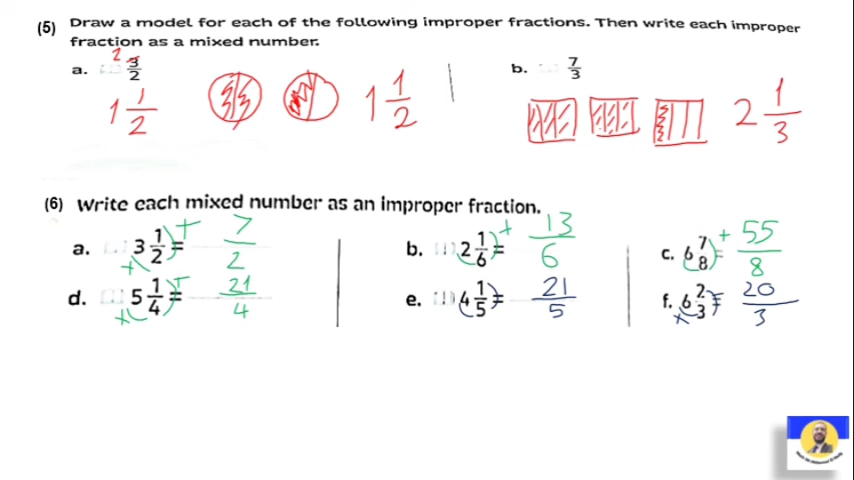 (5) Draw a model for each of the following improper fractions. Then write each improper
fraction as a mixed number.
a. 3/2 2
b. 7/3
1 1/2 1 1/2
2 1/3
(6) Write each mixed number as an improper fraction.
a. 3 1/2 = 7/2 + ×
b. 2 1/6 = 13/6 +
c. 6 7/8 = 55/8 +
d. 5 1/4 = 21/4 + ×
e. 4 1/5 = 21/5
f. 6 2/3 = 20/3 ×